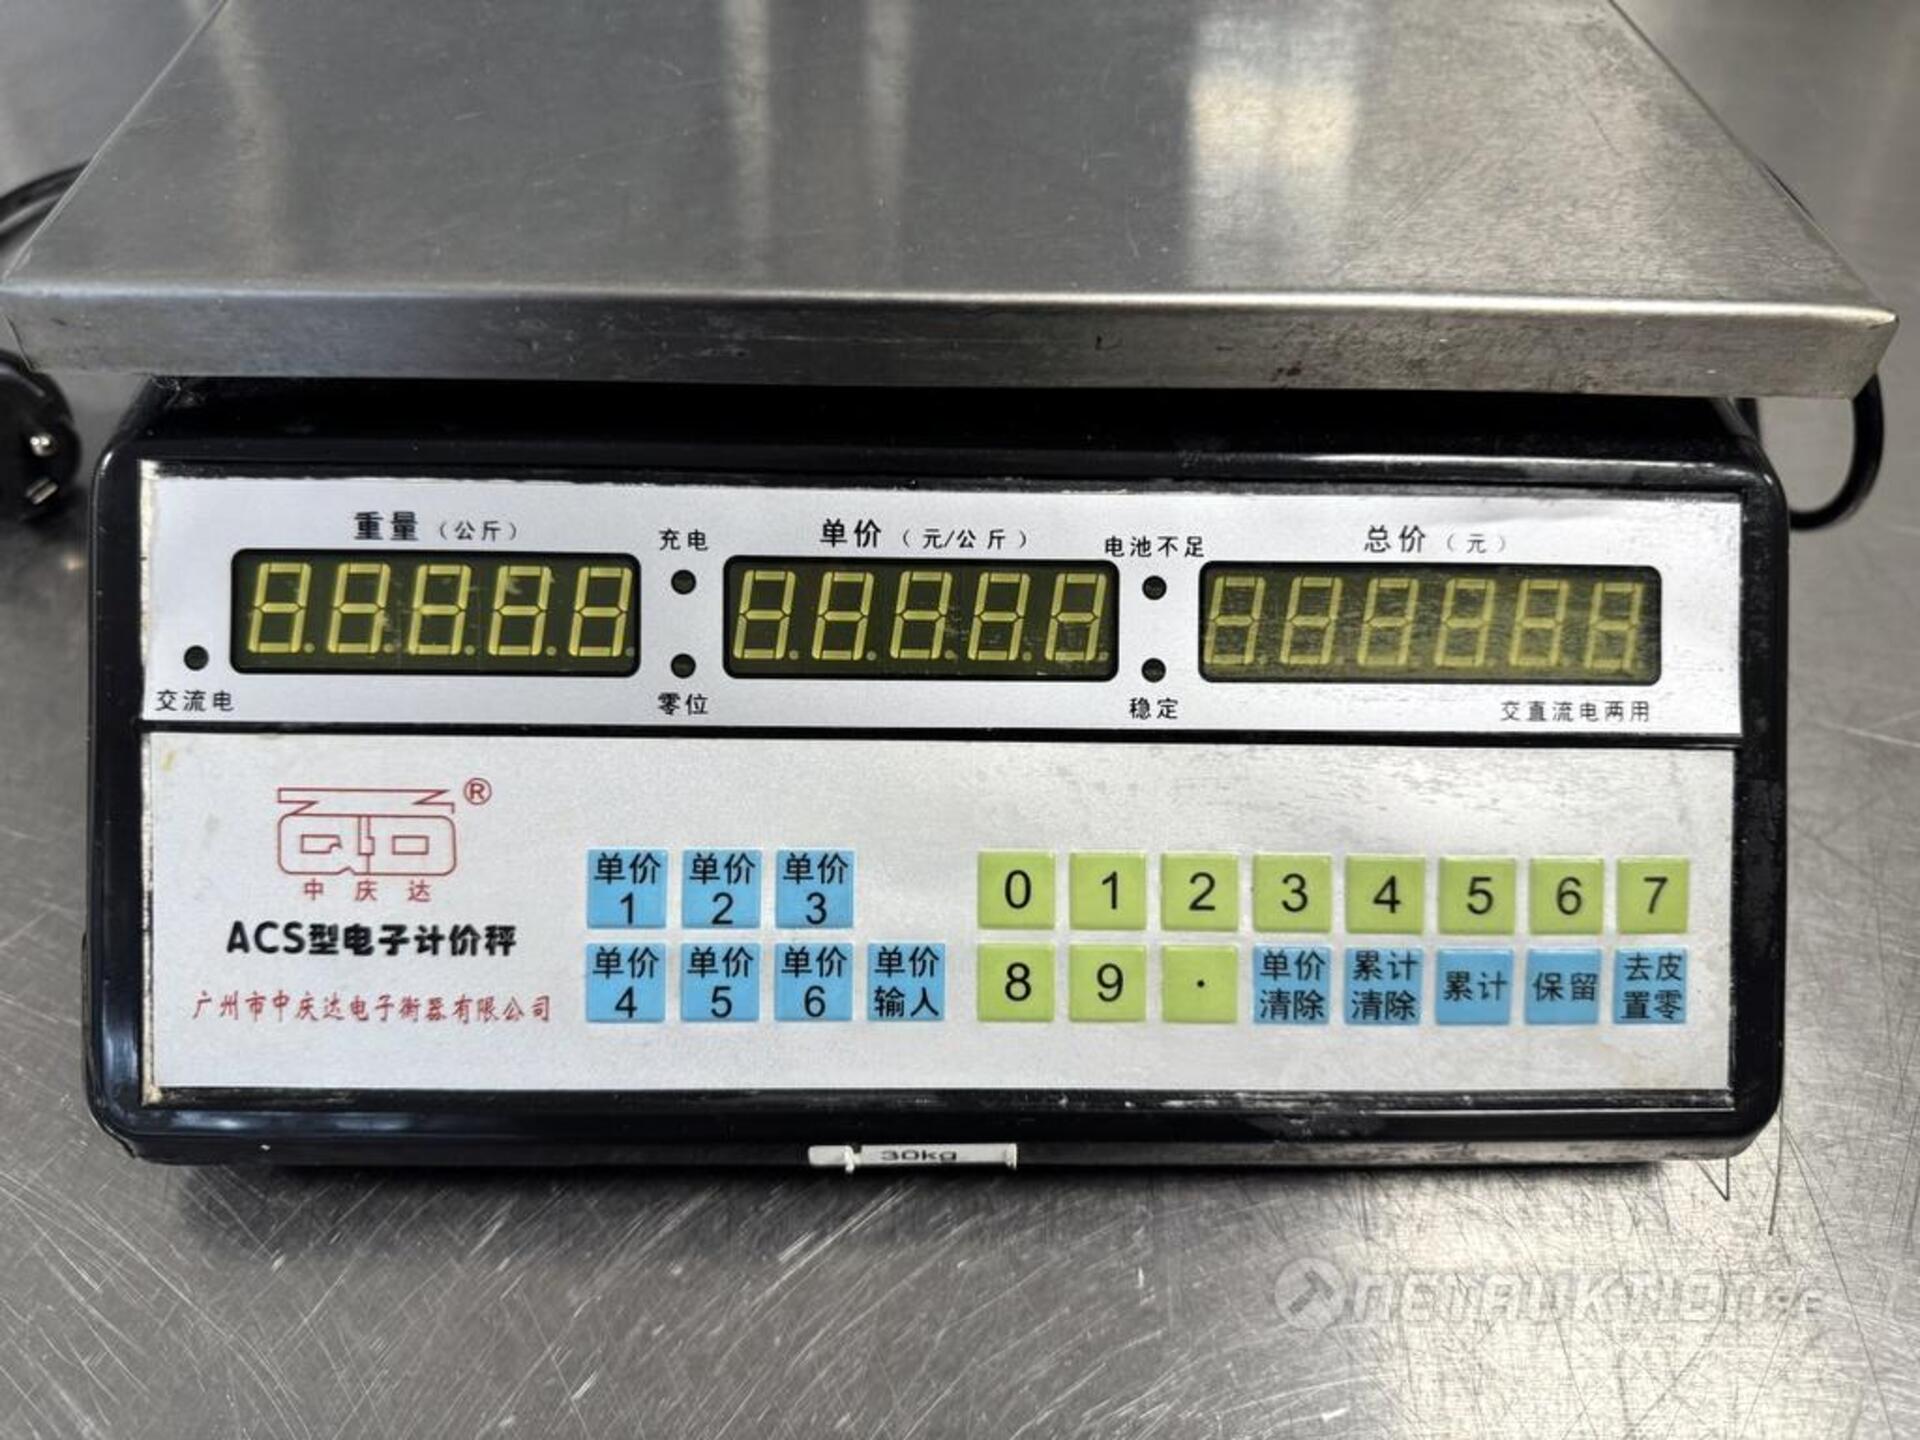 重量（公斤）
充电
单价（元/公斤）
电池不足
总价（元）
交流电
零位
稳定
交直流电两用
®
中庆达
ACS型电子计价秤
广州市中庆达电子衡器有限公司
单价 1
单价 2
单价 3
0 1 2 3 4 5 6 7
单价 4
单价 5
单价 6
单价 输入
8 9 .
单价 清除
累计 清除
累计
保留
去皮 置零
30kg